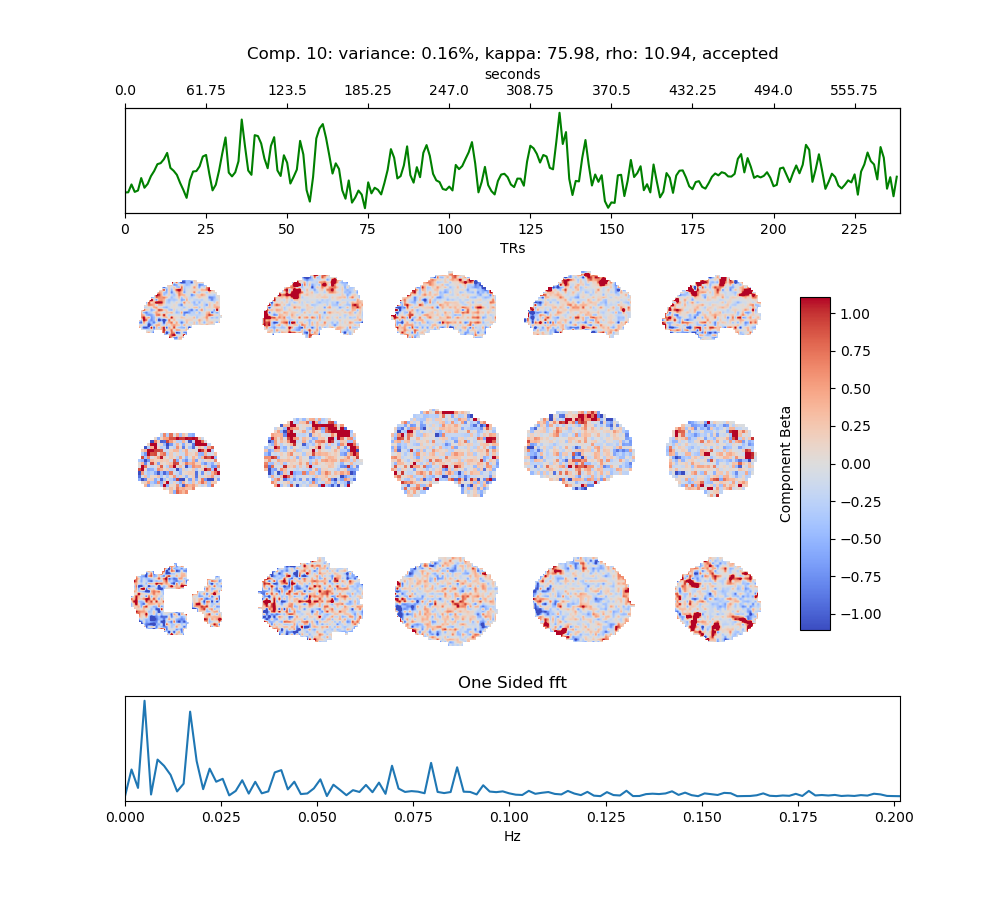 Comp. 10: variance: 0.16%, kappa: 75.98, rho: 10.94, accepted
seconds
0.0 61.75 123.5 185.25 247.0 308.75 370.5 432.25 494.0 555.75
0 25 50 75 100 125 150 175 200 225
TRs
1.00
0.75
0.50
0.25
0.00
−0.25
−0.50
−0.75
−1.00
Component Beta
One Sided fft
0.000 0.025 0.050 0.075 0.100 0.125 0.150 0.175 0.200
Hz